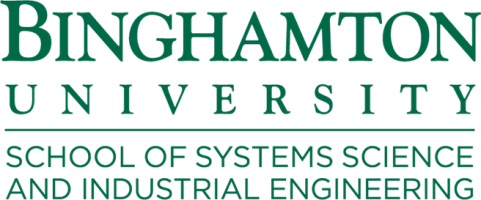 BINGHAMTON
UNIVERSITY
SCHOOL OF SYSTEMS SCIENCE
AND INDUSTRIAL ENGINEERING